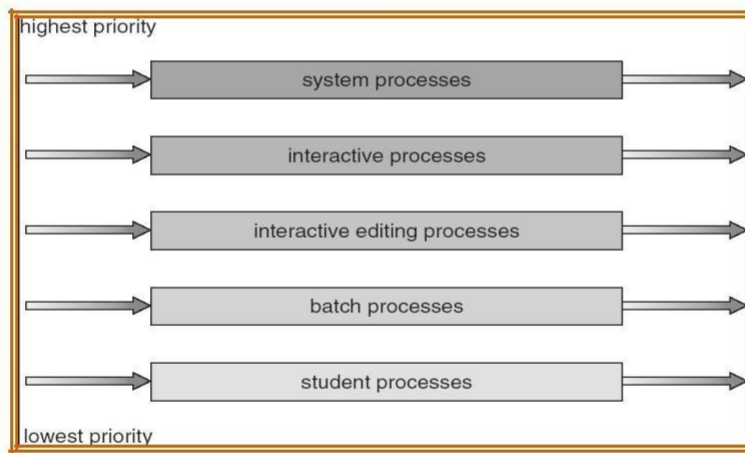 highest priority
system processes
interactive processes
interactive editing processes
batch processes
student processes
lowest priority